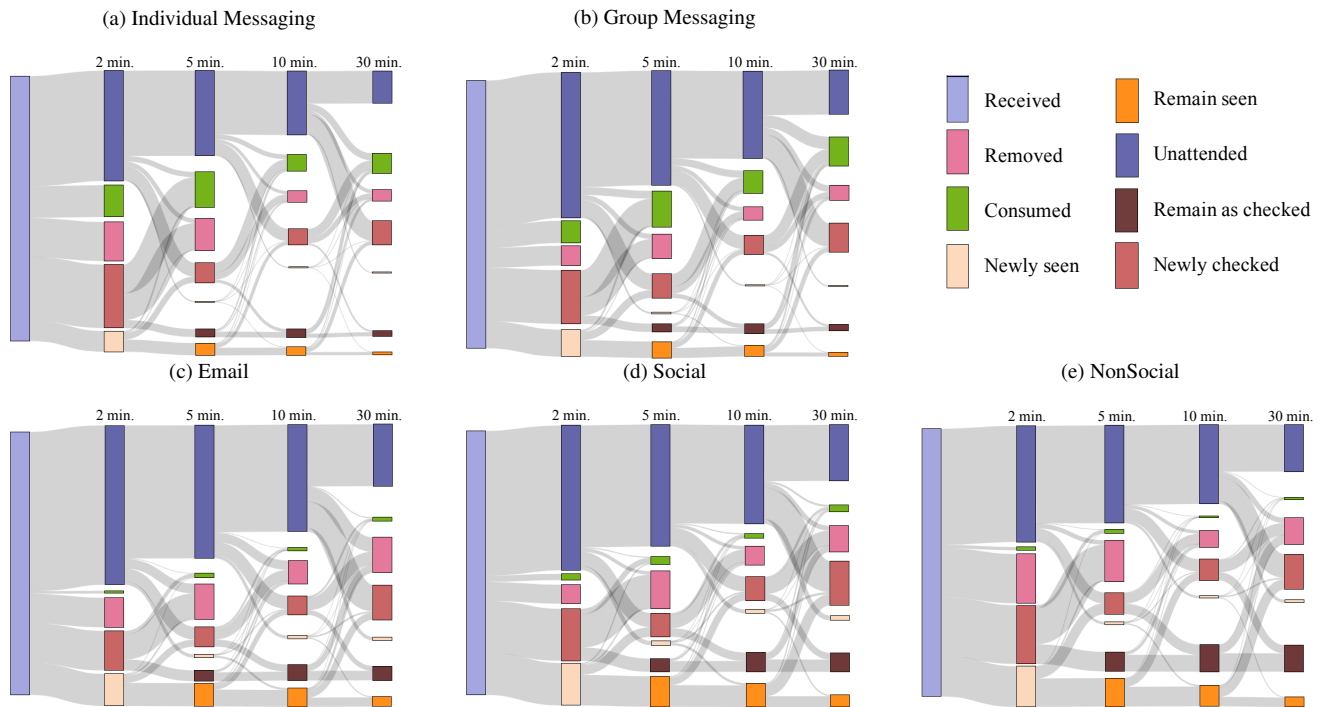 (a) Individual Messaging
2 min. 5 min. 10 min. 30 min.
(b) Group Messaging
2 min. 5 min. 10 min. 30 min.
Received
Removed
Consumed
Newly seen
Remain seen
Unattended
Remain as checked
Newly checked
(c) Email
2 min. 5 min. 10 min. 30 min.
(d) Social
2 min. 5 min. 10 min. 30 min.
(e) NonSocial
2 min. 5 min. 10 min. 30 min.